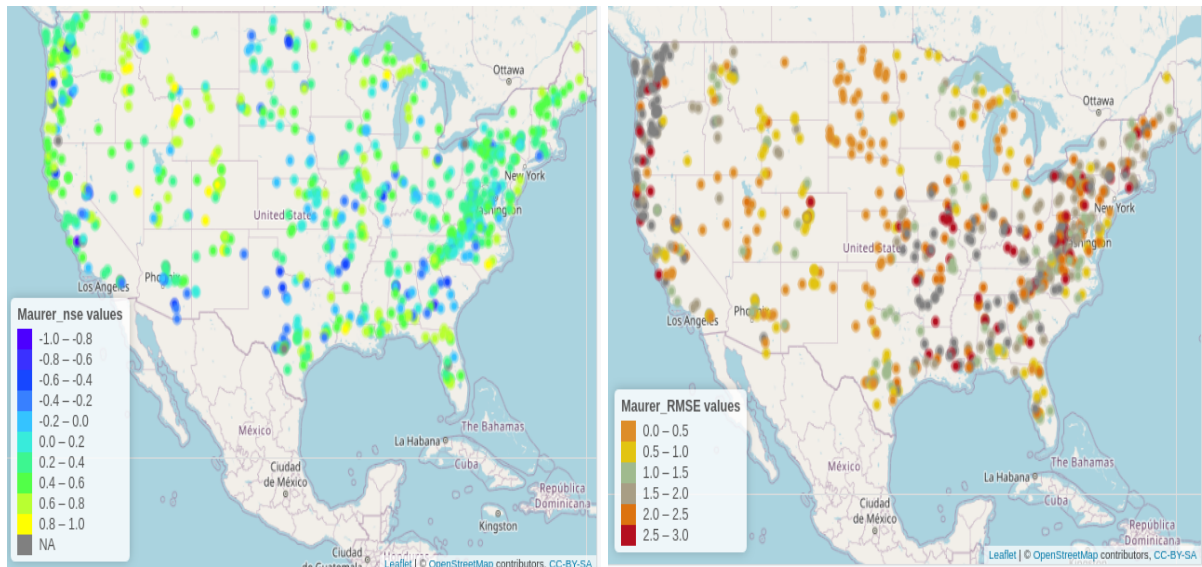 Ottawa
New York
United State
Phoenix
Los Angeles
Maurer_nse values
-1.0 – -0.8
-0.8 – -0.6
-0.6 – -0.4
-0.4 – -0.2
-0.2 – 0.0
0.0 – 0.2
0.2 – 0.4
0.4 – 0.6
0.6 – 0.8
0.8 – 1.0
NA
The Bahamas
México
La Habana
Cuba
Ciudad
de México
República
Dominicana
Kingston
Ciudad
de Guatemala
Honduras
Leaflet | © OpenStreetMap contributors, CC-BY-SA
Ottawa
New York
United State
Los Angeles
Maurer_RMSE values
0.0 – 0.5
0.5 – 1.0
1.0 – 1.5
1.5 – 2.0
2.0 – 2.5
2.5 – 3.0
The Bahamas
México
La Habana
Cuba
Ciudad
de México
República
Dominicana
Leaflet | © OpenStreetMap contributors, CC-BY-SA